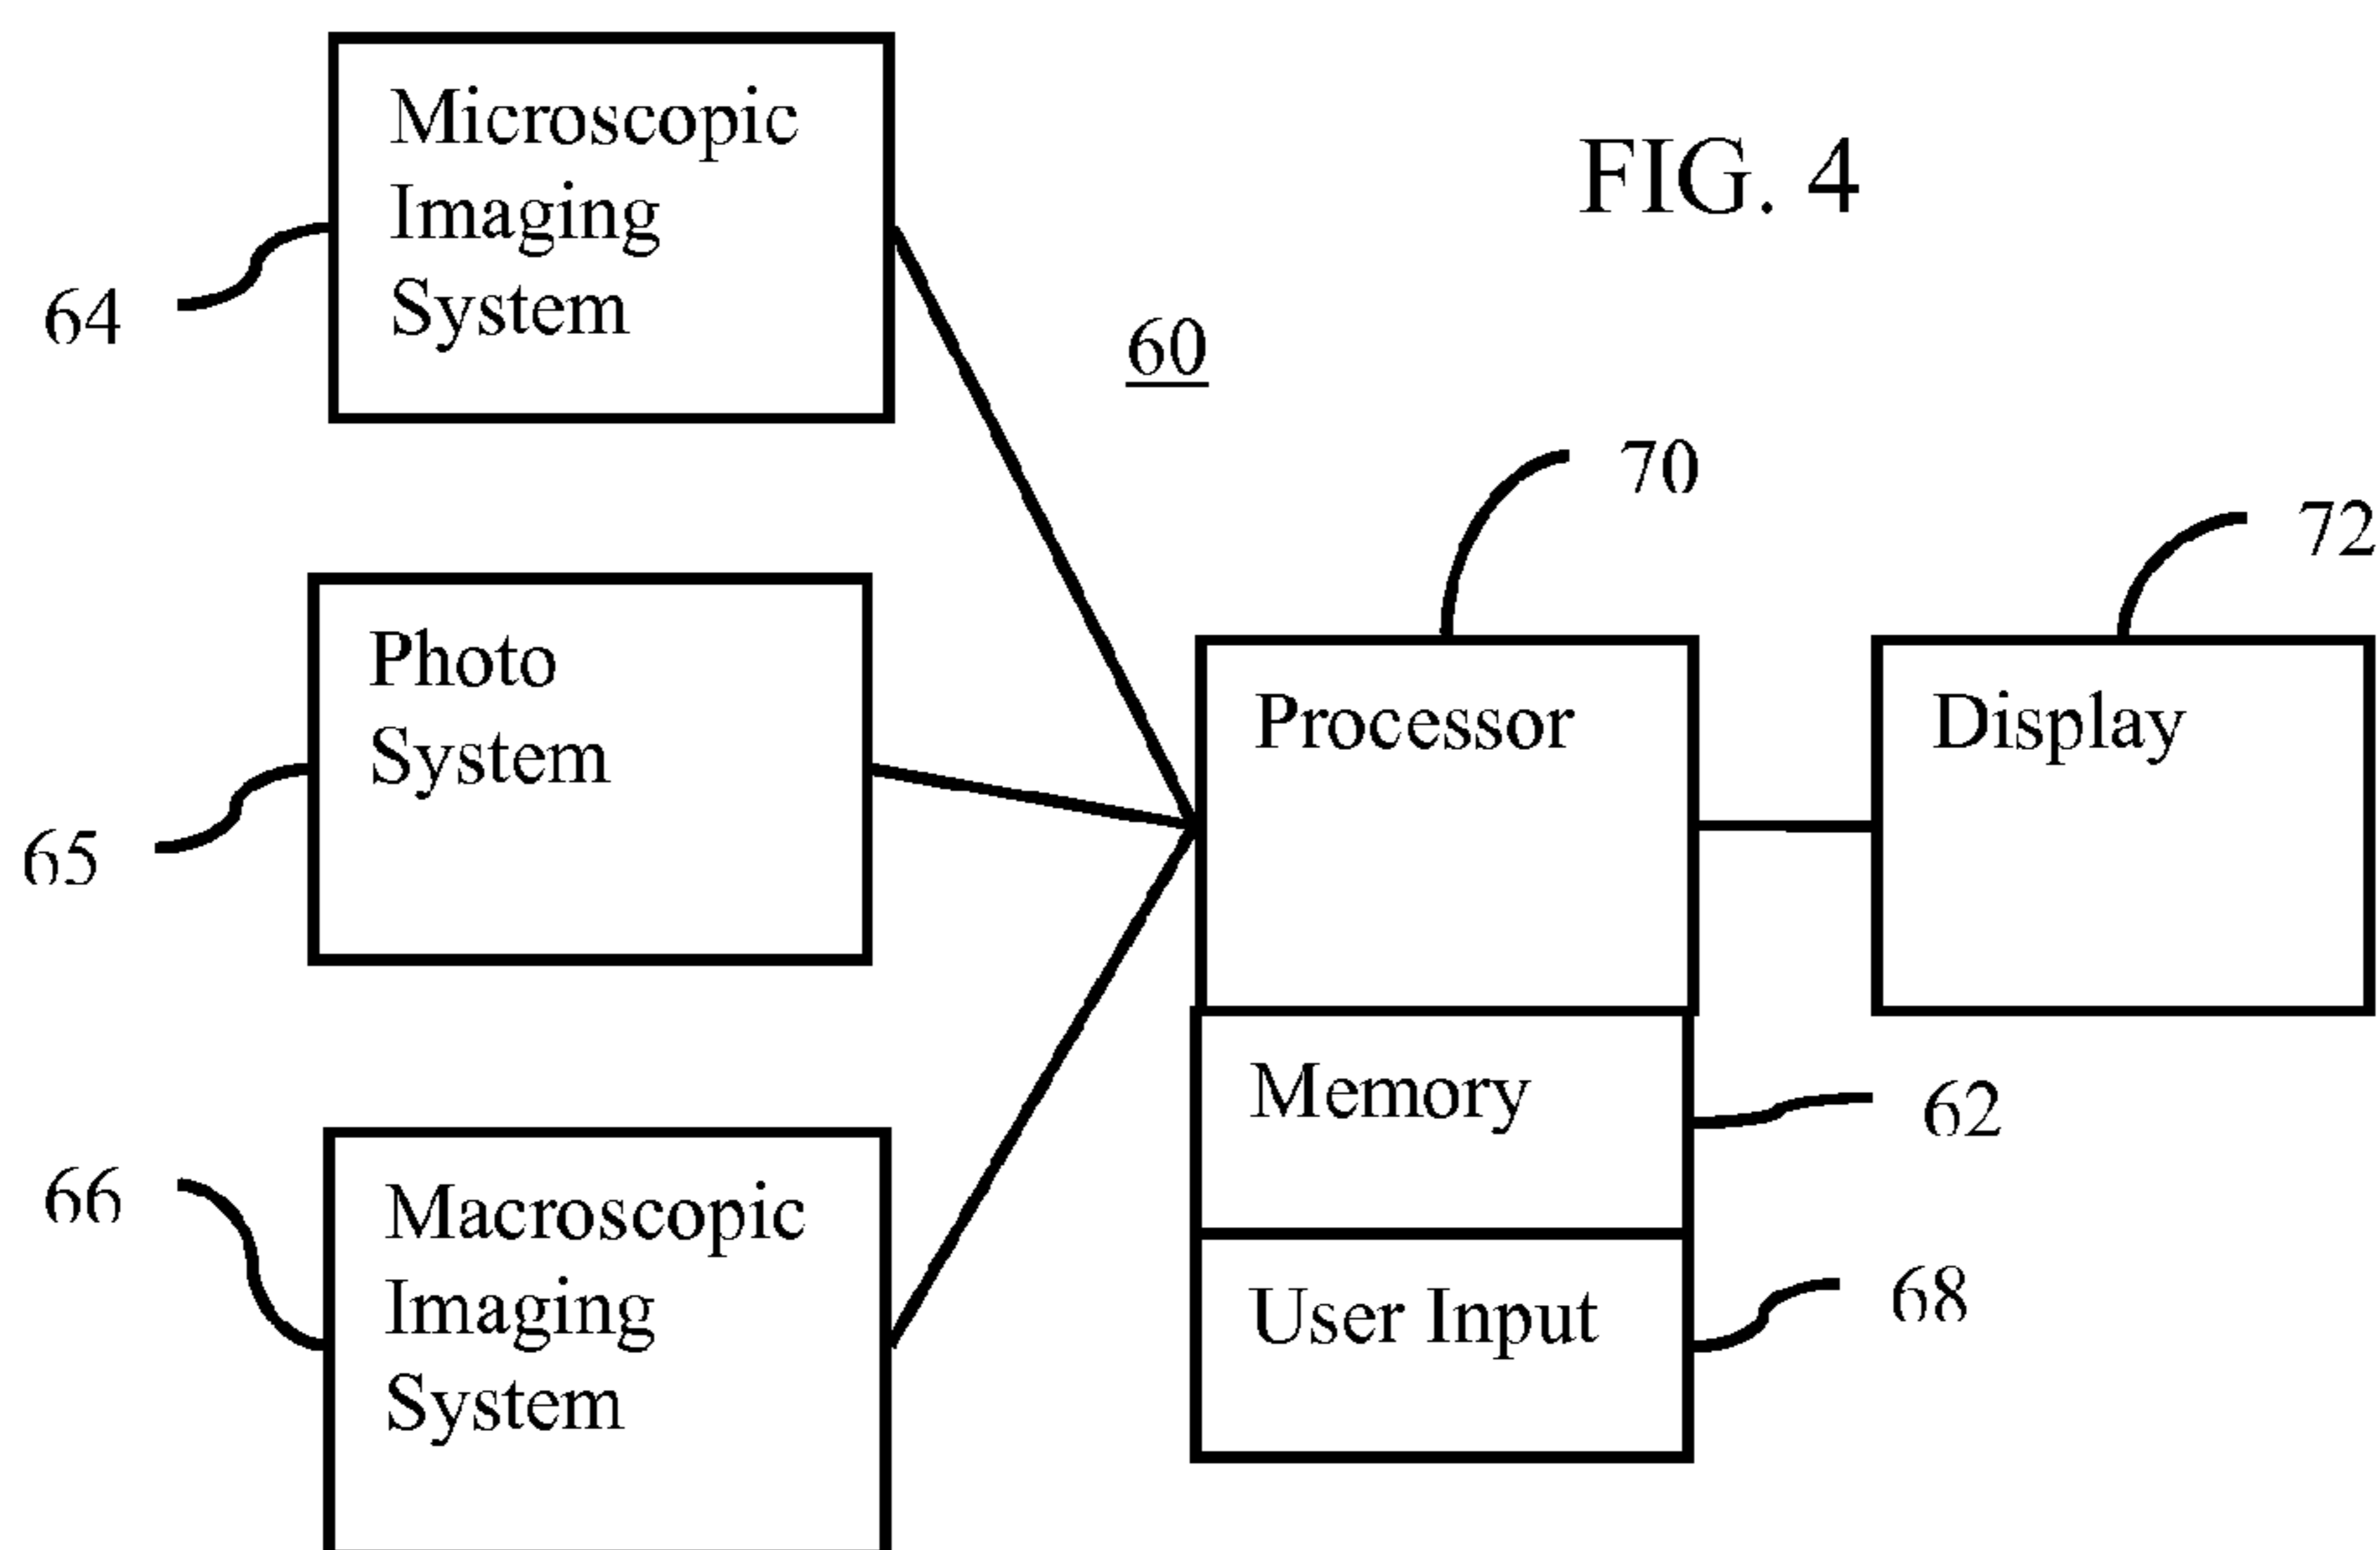 Microscopic
Imaging
System
FIG. 4
64
60
70
72
Photo
System
65
Processor
Display
Memory
62
66
Macroscopic
Imaging
System
User Input
68